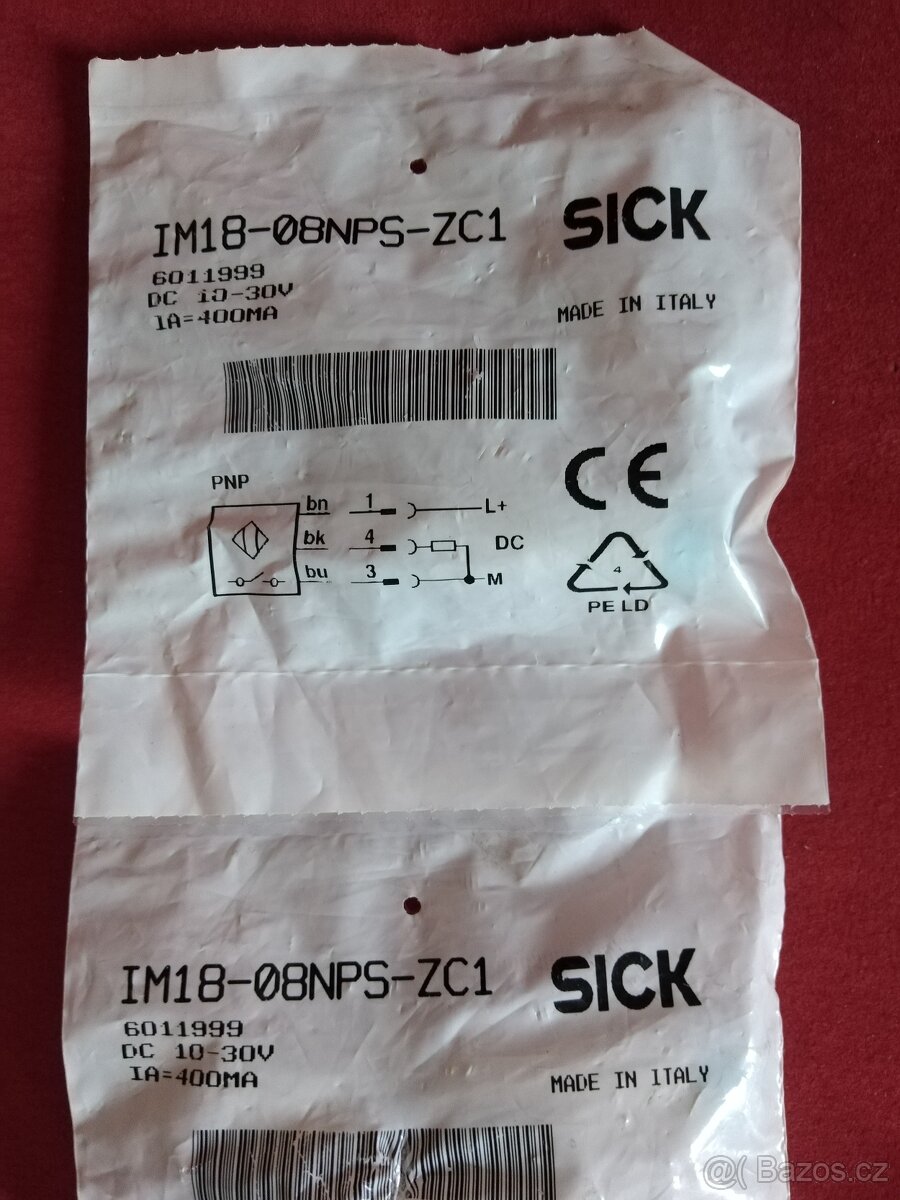 IM18-08NPS-ZC1
SICK
6011999
DC 10-30V
IA=400MA
MADE IN ITALY
PNP
bn 1 L+
bk 4 DC
bu 3 M
CE
4
PE LD
IM18-08NPS-ZC1
SICK
6011999
DC 10-30V
IA=400MA
MADE IN ITALY
@( Bazos.cz